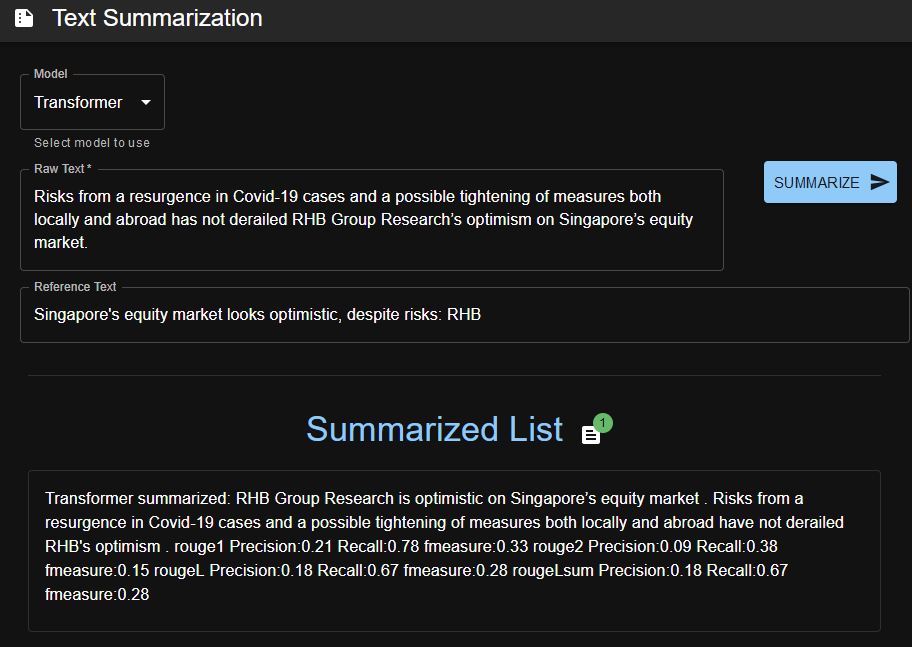 Text Summarization
Model
Transformer
Select model to use
Raw Text *
Risks from a resurgence in Covid-19 cases and a possible tightening of measures both
locally and abroad has not derailed RHB Group Research’s optimism on Singapore’s equity
market.
SUMMARIZE
Reference Text
Singapore's equity market looks optimistic, despite risks: RHB
Summarized List
1
Transformer summarized: RHB Group Research is optimistic on Singapore’s equity market . Risks from a
resurgence in Covid-19 cases and a possible tightening of measures both locally and abroad have not derailed
RHB's optimism . rouge1 Precision:0.21 Recall:0.78 fmeasure:0.33 rouge2 Precision:0.09 Recall:0.38
fmeasure:0.15 rougeL Precision:0.18 Recall:0.67 fmeasure:0.28 rougeLsum Precision:0.18 Recall:0.67
fmeasure:0.28